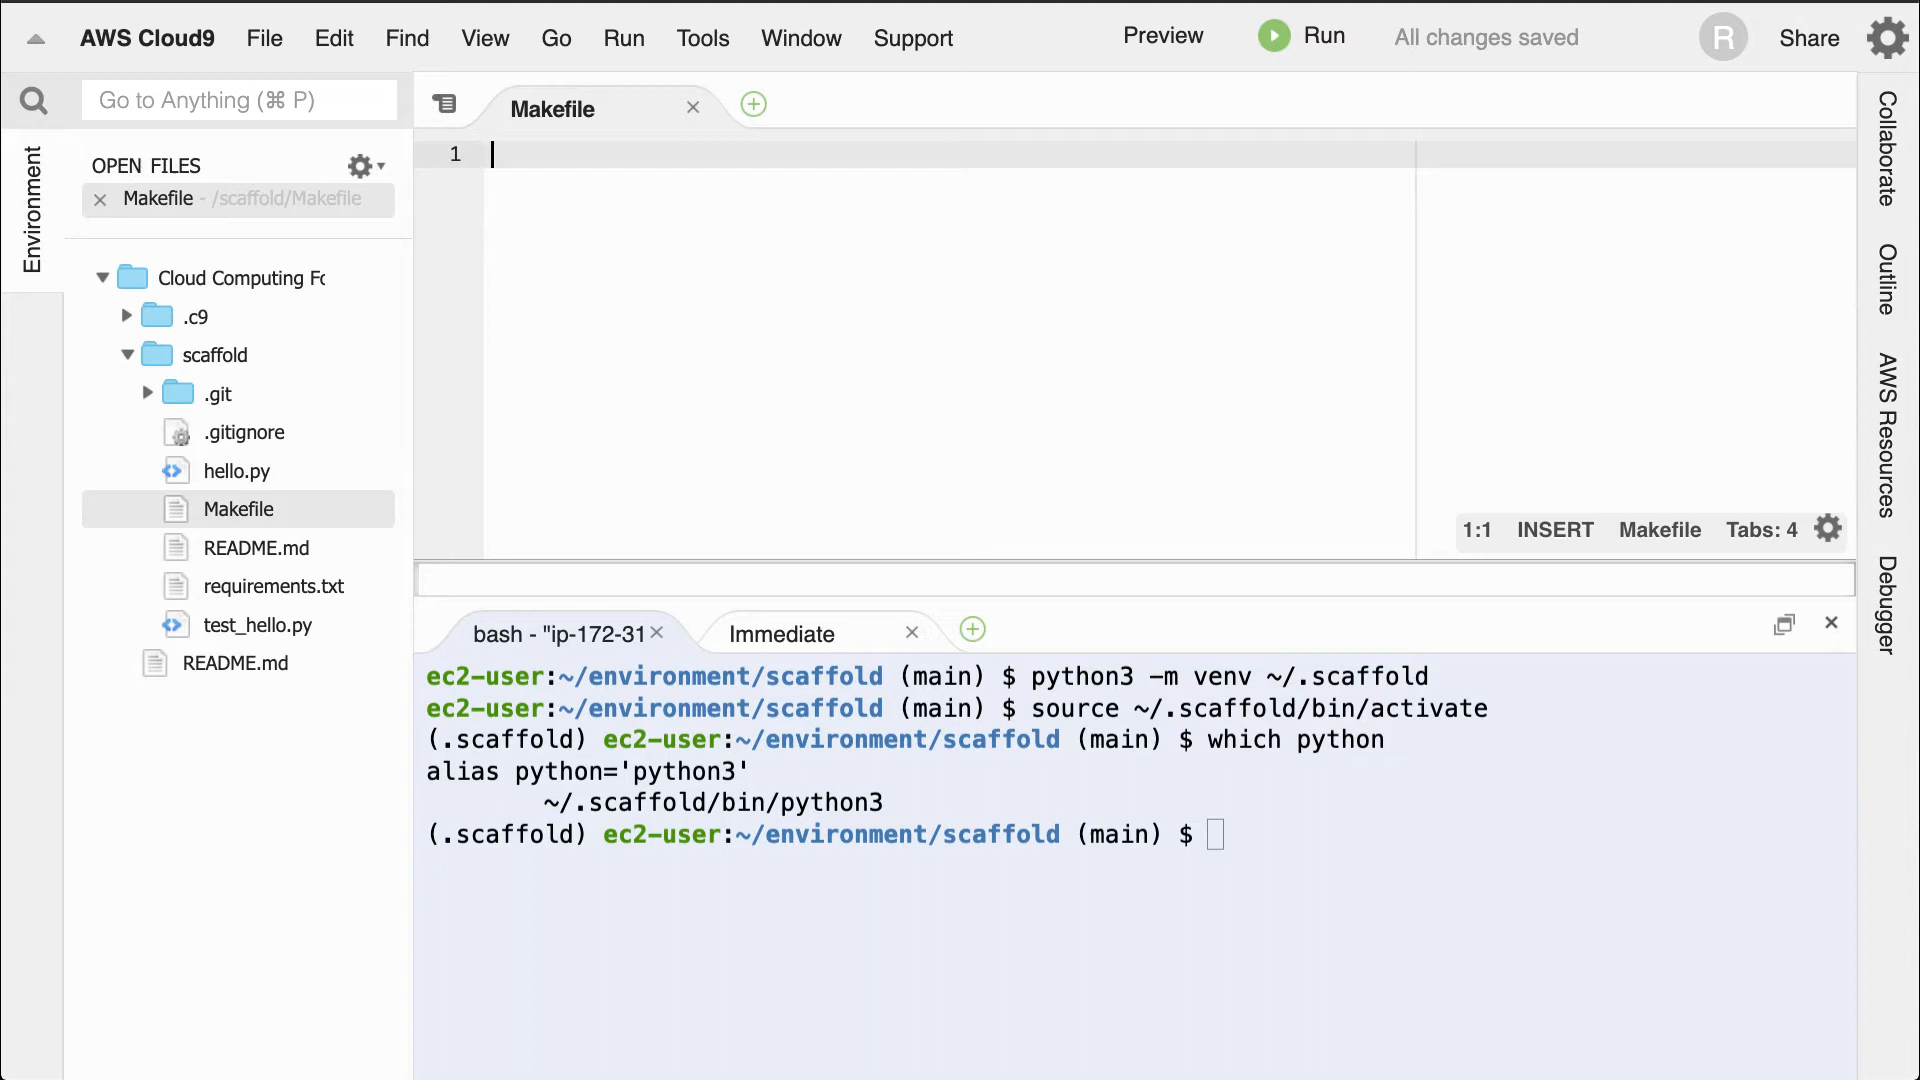 AWS Cloud9 File Edit Find View Go Run Tools Window Support Preview Run All changes saved R Share
Go to Anything (⌘ P)
Makefile
Environment
OPEN FILES
Makefile - /scaffold/Makefile
1
Cloud Computing Fo
.c9
scaffold
.git
.gitignore
hello.py
Makefile
README.md
requirements.txt
test_hello.py
README.md
1:1 INSERT Makefile Tabs: 4
Collaborate
Outline
AWS Resources
Debugger
bash - "ip-172-31
Immediate
ec2-user:~/environment/scaffold (main) $ python3 -m venv ~/.scaffold
ec2-user:~/environment/scaffold (main) $ source ~/.scaffold/bin/activate
(.scaffold) ec2-user:~/environment/scaffold (main) $ which python
alias python='python3'
~/.scaffold/bin/python3
(.scaffold) ec2-user:~/environment/scaffold (main) $